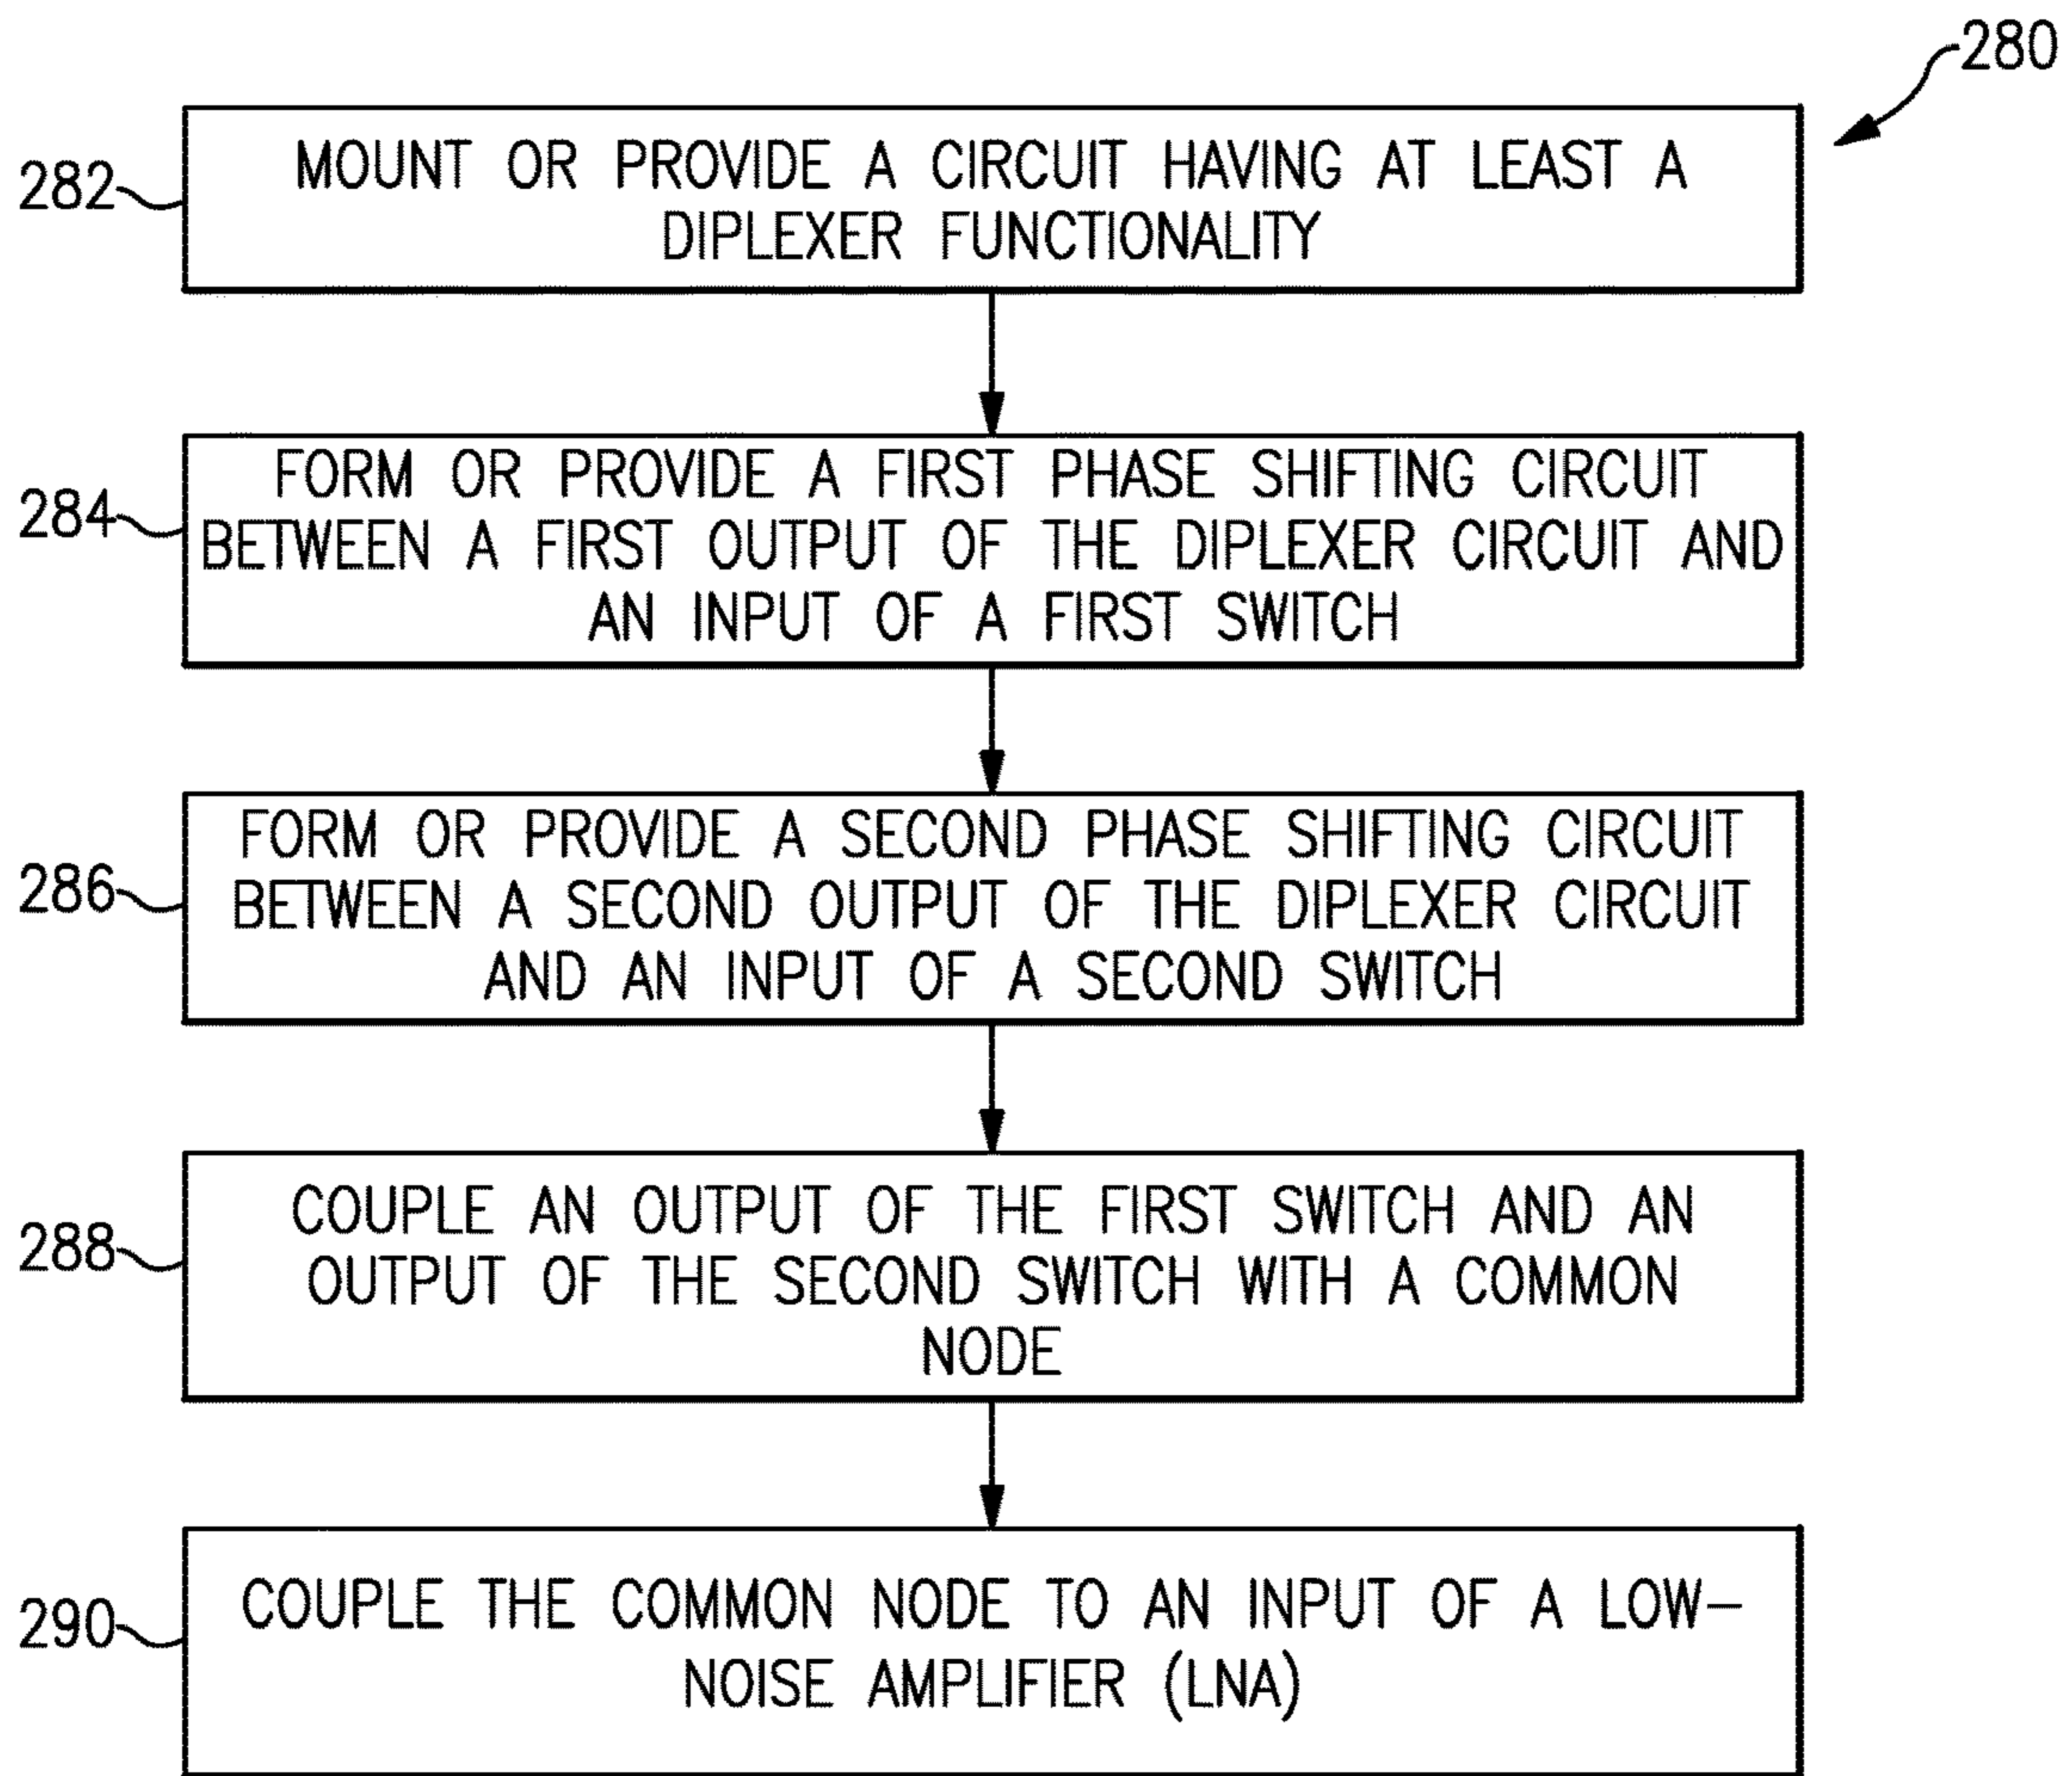 280
282
MOUNT OR PROVIDE A CIRCUIT HAVING AT LEAST A
DIPLEXER FUNCTIONALITY
284
FORM OR PROVIDE A FIRST PHASE SHIFTING CIRCUIT
BETWEEN A FIRST OUTPUT OF THE DIPLEXER CIRCUIT AND
AN INPUT OF A FIRST SWITCH
286
FORM OR PROVIDE A SECOND PHASE SHIFTING CIRCUIT
BETWEEN A SECOND OUTPUT OF THE DIPLEXER CIRCUIT
AND AN INPUT OF A SECOND SWITCH
288
COUPLE AN OUTPUT OF THE FIRST SWITCH AND AN
OUTPUT OF THE SECOND SWITCH WITH A COMMON
NODE
290
COUPLE THE COMMON NODE TO AN INPUT OF A LOW-
NOISE AMPLIFIER (LNA)